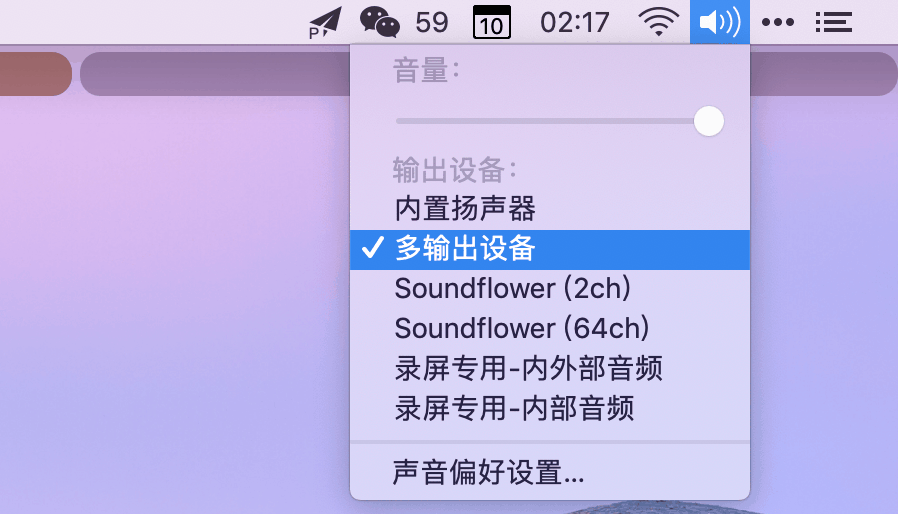 P 59 10 02:17
音量：
输出设备：
内置扬声器
✓ 多输出设备
Soundflower (2ch)
Soundflower (64ch)
录屏专用-内外部音频
录屏专用-内部音频
声音偏好设置...